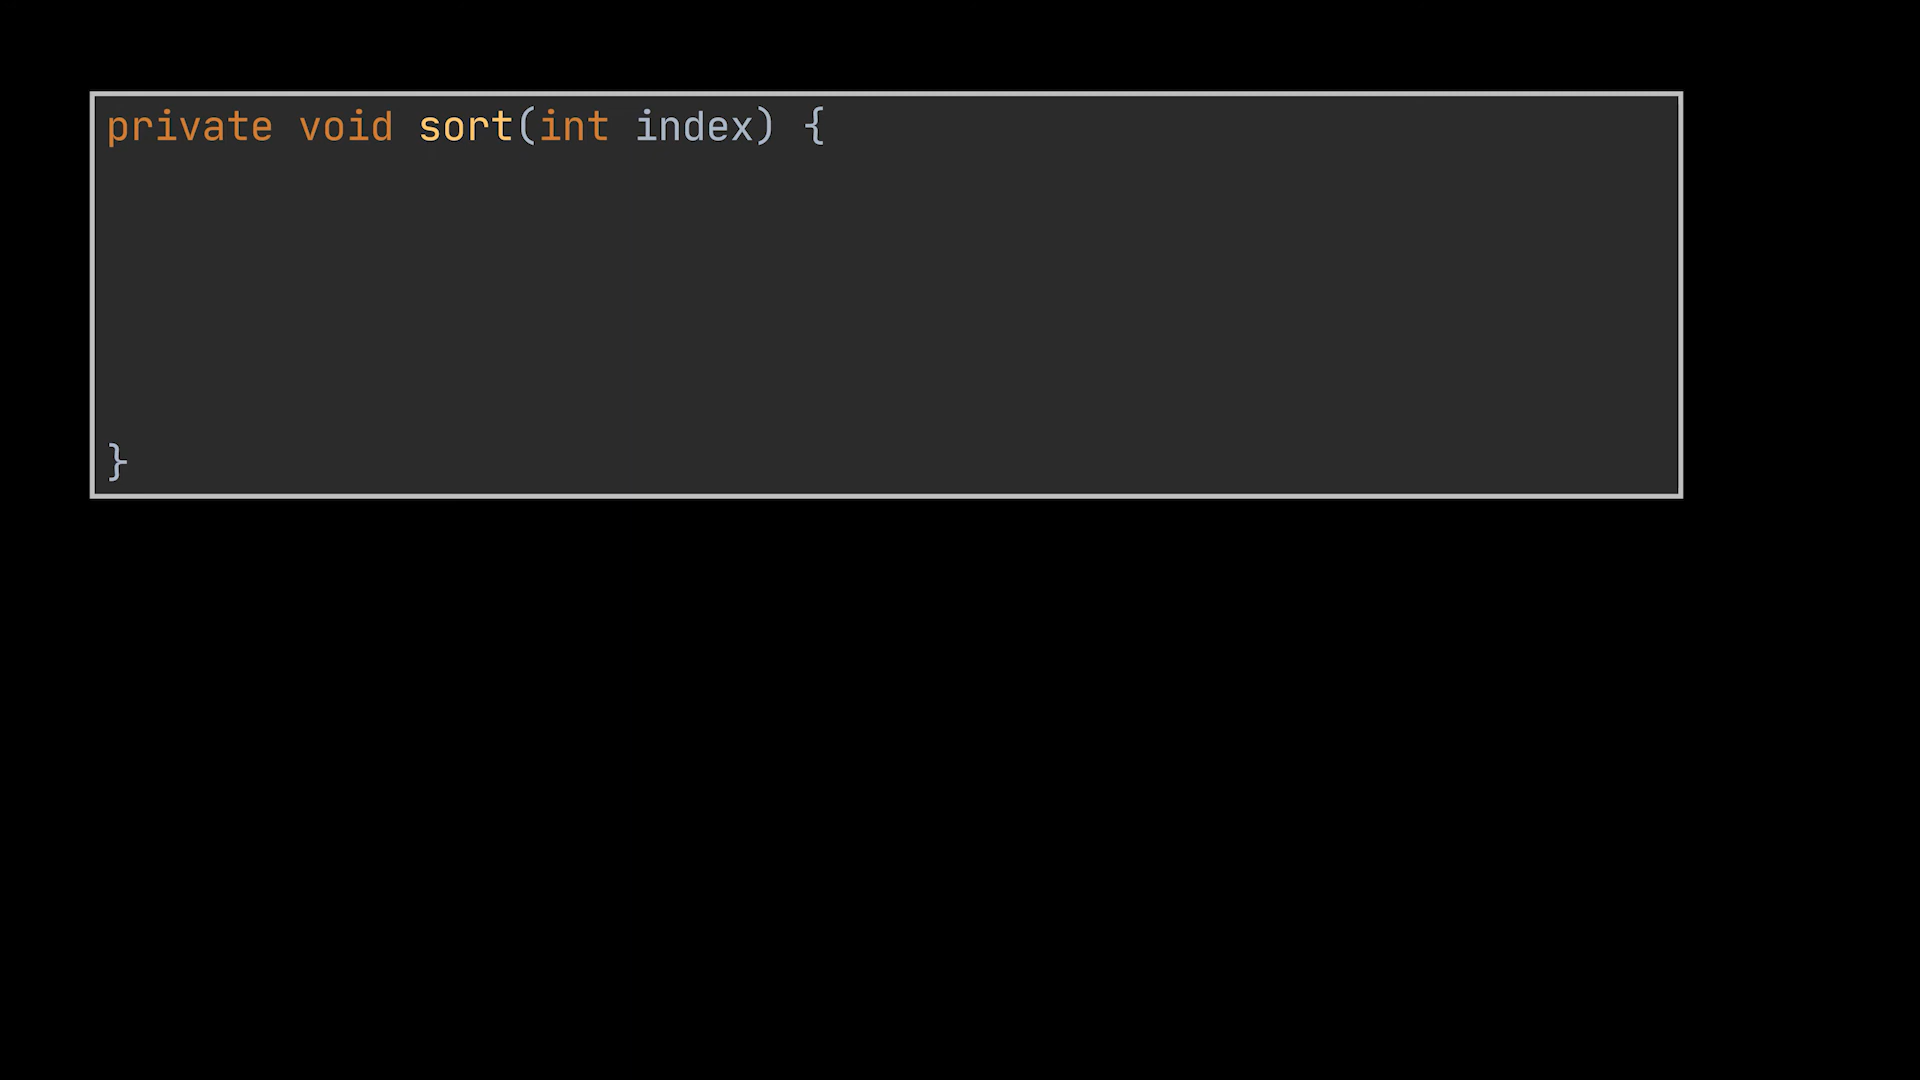 private void sort(int index) {
}